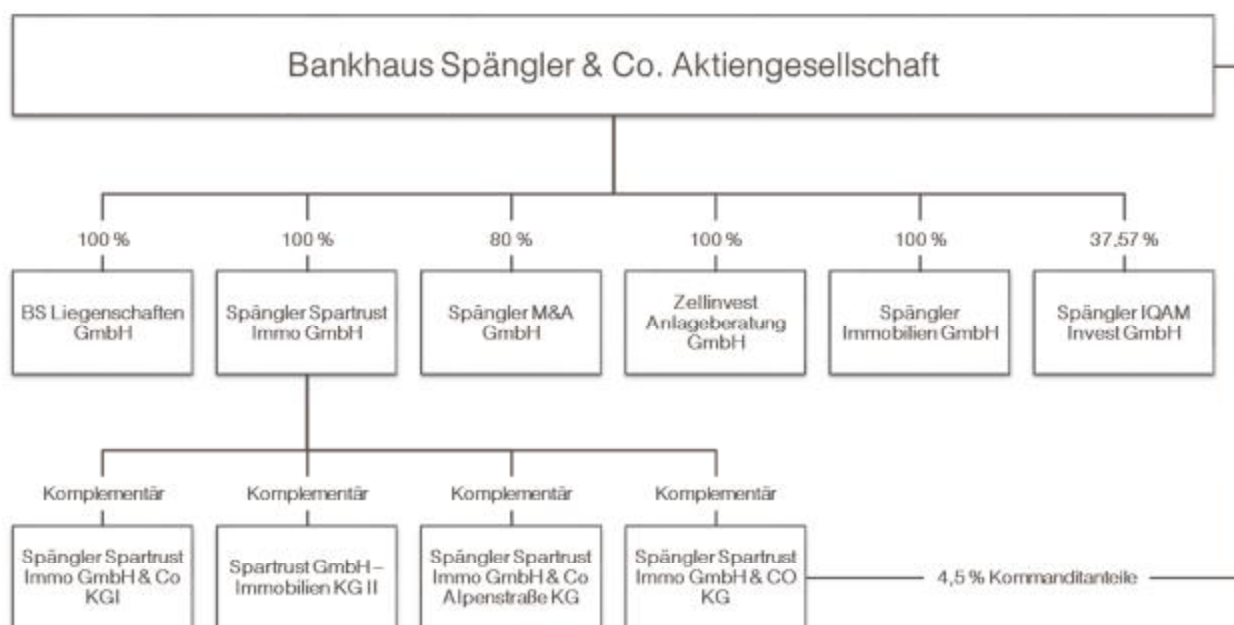 Bankhaus Spängler & Co. Aktiengesellschaft
100 %
100 %
80 %
100 %
100 %
37,57 %
BS Liegenschaften
GmbH
Spängler Spartrust
Immo GmbH
Spängler M&A
GmbH
Zellinvest
Anlageberatung
GmbH
Spängler
Immobilien GmbH
Spängler IQAM
Invest GmbH
Komplementär
Komplementär
Komplementär
Komplementär
Spängler Spartrust
Immo GmbH & Co
KGI
Spartrust GmbH –
Immobilien KG II
Spängler Spartrust
Immo GmbH & Co
Alpenstraße KG
Spängler Spartrust
Immo GmbH & CO
KG
4,5 % Kommanditanteile